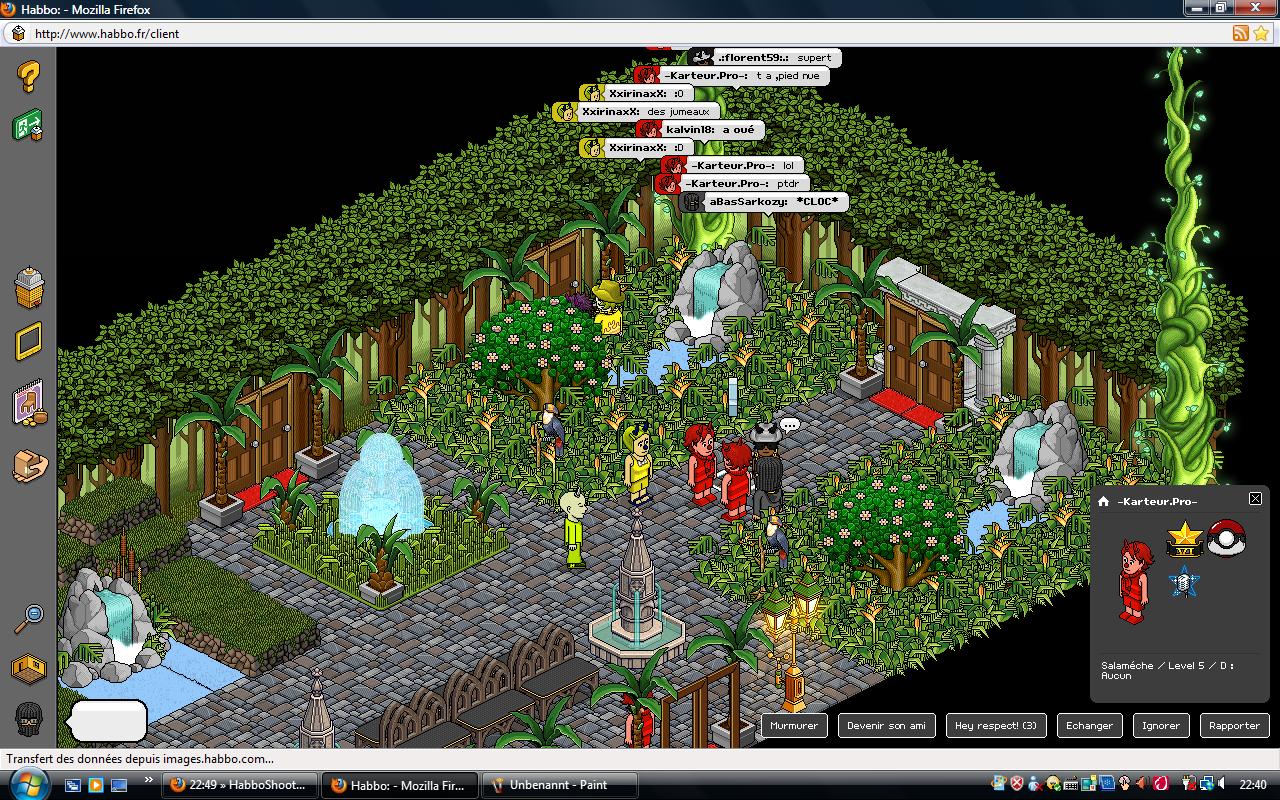 Habbo: - Mozilla Firefox
http://www.habbo.fr/client
.:florent59:.: supert
-Karteur.Pro-: t a ,pied nue
XxirinaxX: :O
XxirinaxX: des jumeaux
kalvin18: a oué
XxirinaxX: :D
-Karteur.Pro-: lol
-Karteur.Pro-: ptdr
aBasSarkozy: *CLOC*
-Karteur.Pro-
Salaméche / Level 5 / D :
Aucun
Murmurer
Devenir son ami
Hey respect! (3)
Echanger
Ignorer
Rapporter
Transfert des données depuis images.habbo.com...
22:49 » HabboShoot...
Habbo: - Mozilla Fir...
Unbenannt - Paint
22:40